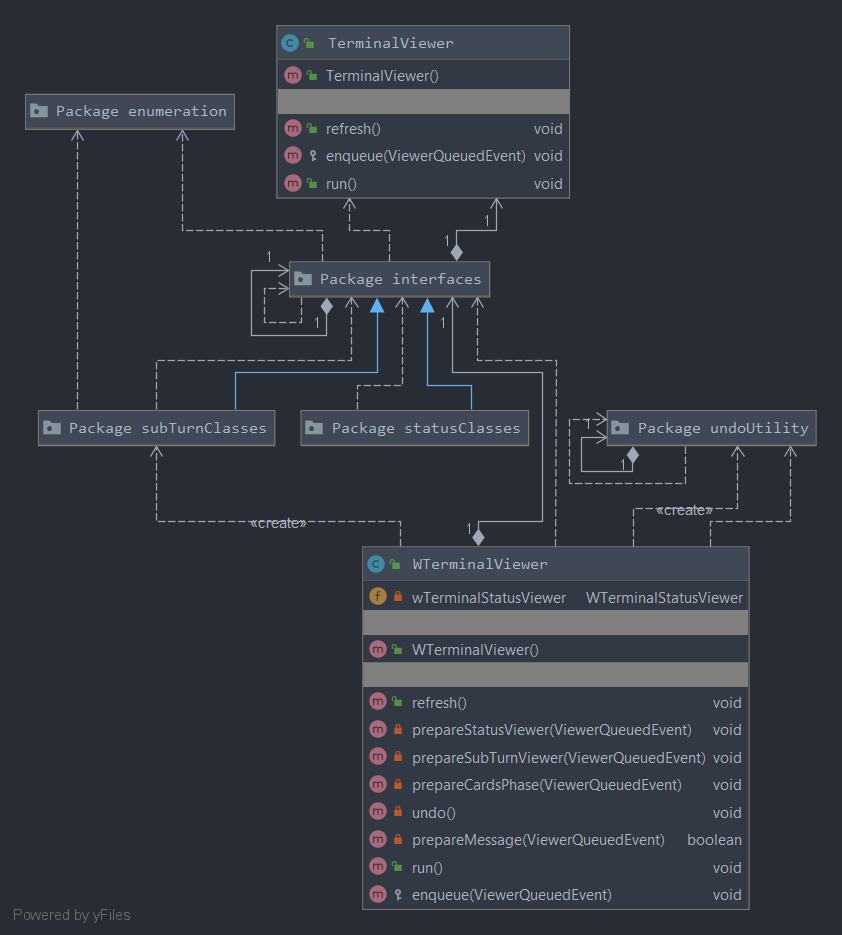 TerminalViewer
TerminalViewer()
Package enumeration
refresh() void
enqueue(ViewerQueuedEvent) void
run() void
1
1
1
Package interfaces
1
1
Package subTurnClasses
Package statusClasses
1
Package undoUtility
1
«create»
«create»
1
WTerminalViewer
wTerminalStatusViewer WTerminalStatusViewer
WTerminalViewer()
refresh() void
prepareStatusViewer(ViewerQueuedEvent) void
prepareSubTurnViewer(ViewerQueuedEvent) void
prepareCardsPhase(ViewerQueuedEvent) void
undo() void
prepareMessage(ViewerQueuedEvent) boolean
run() void
enqueue(ViewerQueuedEvent) void
Powered by yFiles